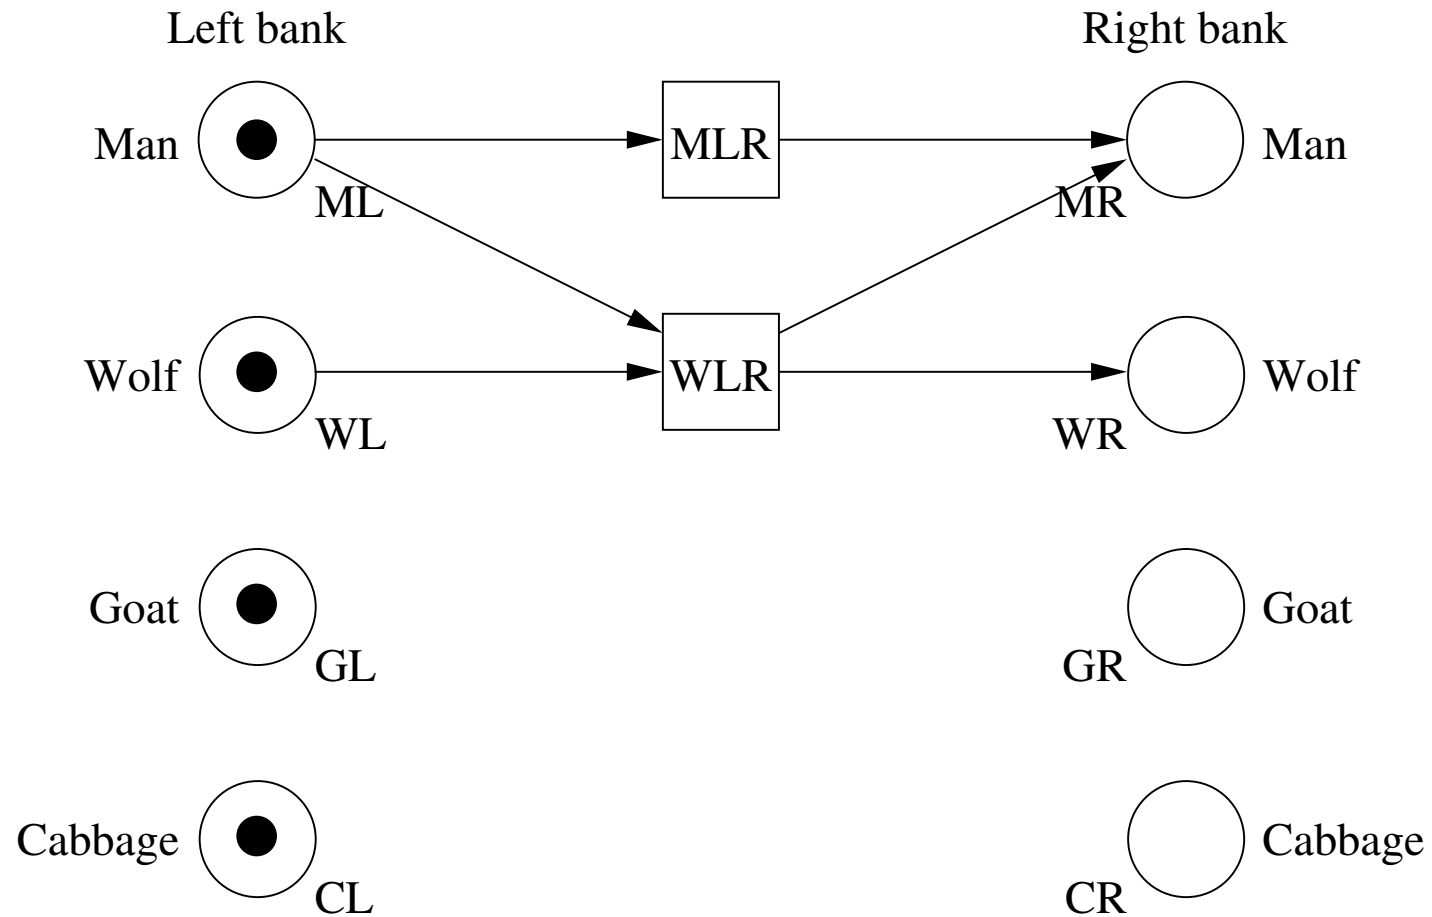 Left bank Right bank
Man MLR Man
ML MR
Wolf WLR Wolf
WL WR
Goat Goat
GL GR
Cabbage Cabbage
CL CR